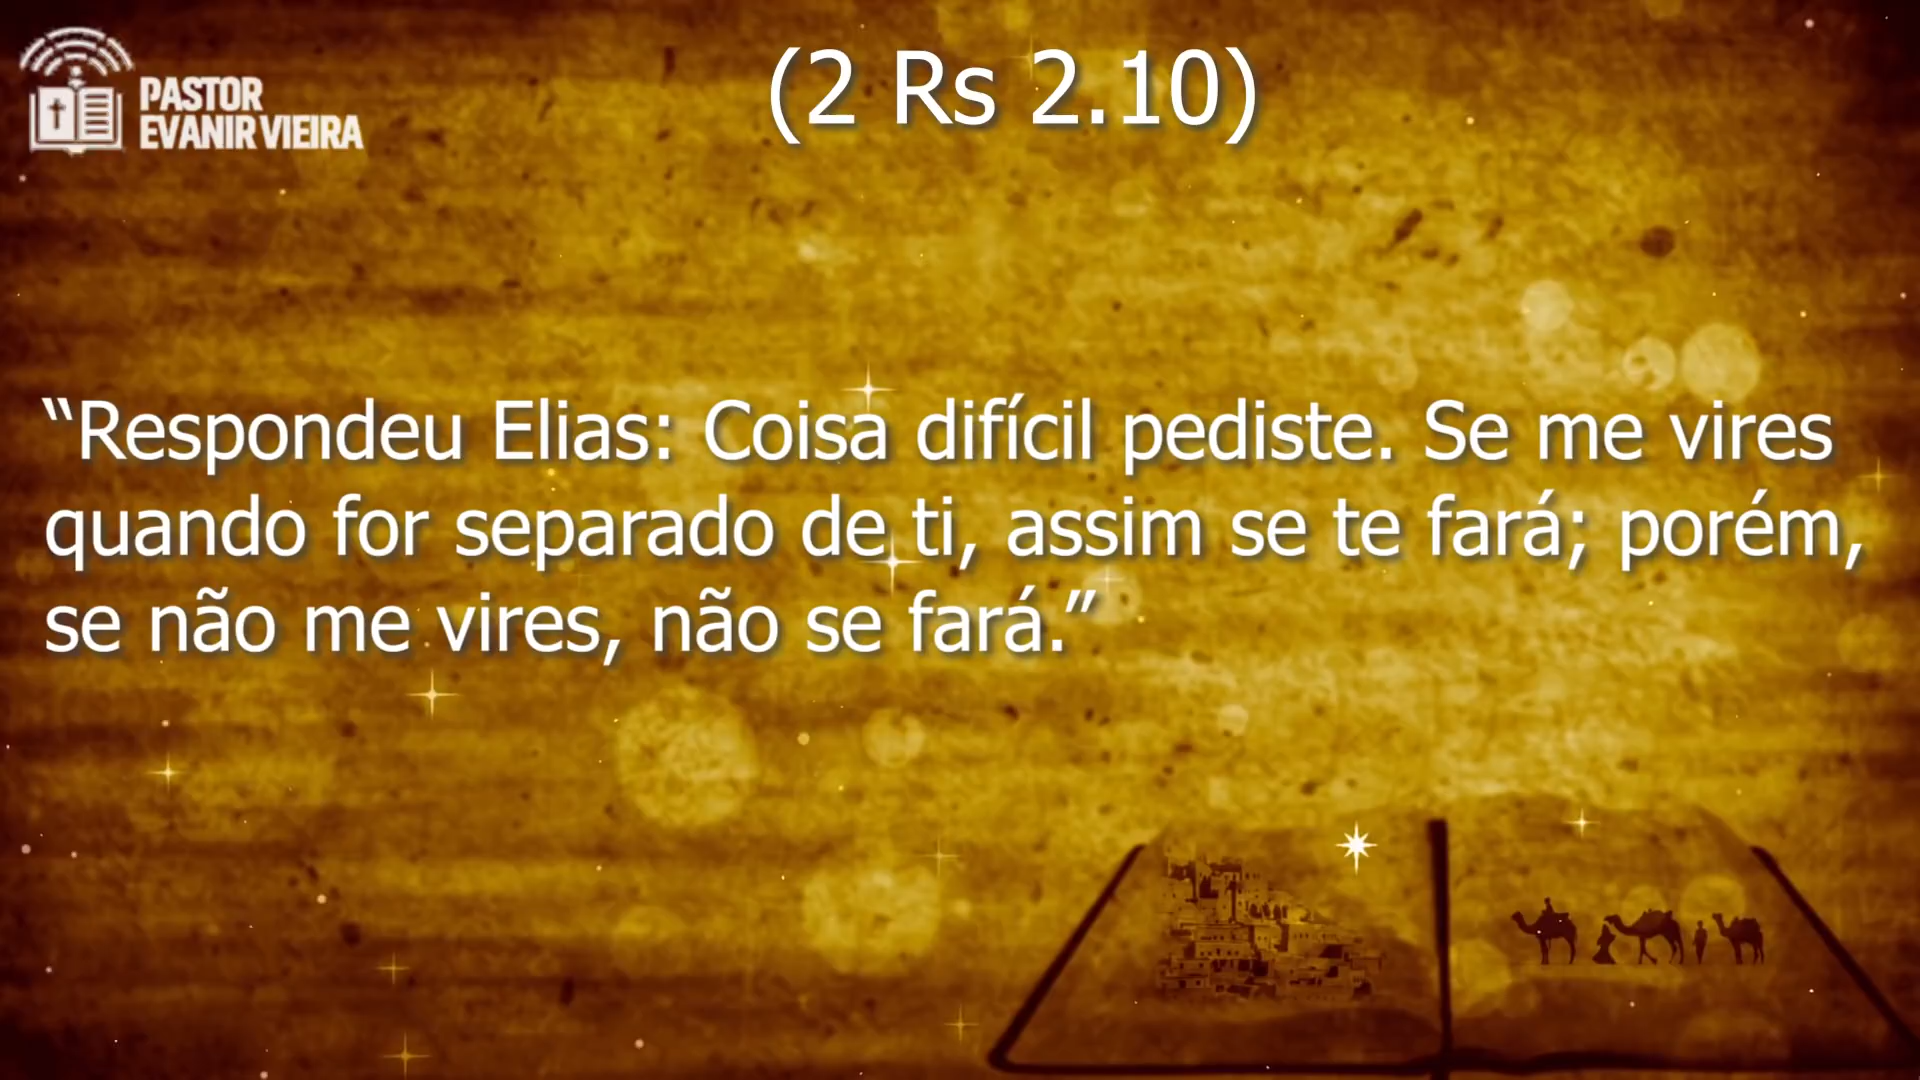 PASTOR
EVANIR VIEIRA
(2 Rs 2.10)
“Respondeu Elias: Coisa difícil pediste. Se me vires
quando for separado de ti, assim se te fará; porém,
se não me vires, não se fará.”